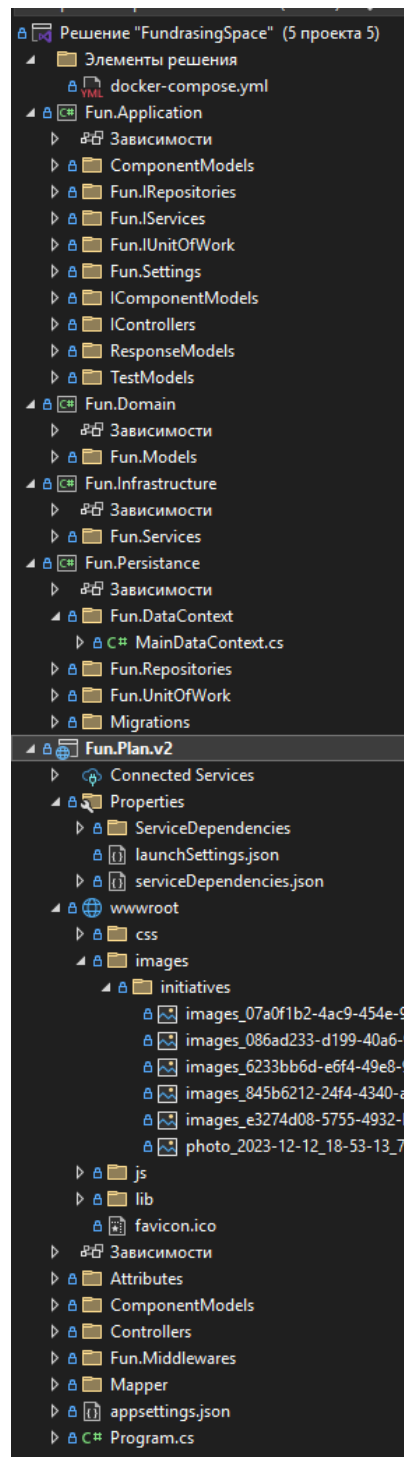 Решение "FundrasingSpace" (5 проекта 5)
Элементы решения
YML docker-compose.yml
C# Fun.Application
Зависимости
ComponentModels
Fun.IRepositories
Fun.IServices
Fun.IUnitOfWork
Fun.Settings
IComponentModels
IControllers
ResponseModels
TestModels
C# Fun.Domain
Зависимости
Fun.Models
C# Fun.Infrastructure
Зависимости
Fun.Services
C# Fun.Persistance
Зависимости
Fun.DataContext
C# MainDataContext.cs
Fun.Repositories
Fun.UnitOfWork
Migrations
Fun.Plan.v2
Connected Services
Properties
ServiceDependencies
launchSettings.json
serviceDependencies.json
wwwroot
css
images
initiatives
images_07a0f1b2-4ac9-454e-9
images_086ad233-d199-40a6-
images_6233bb6d-e6f4-49e8-9
images_845b6212-24f4-4340-a
images_e3274d08-5755-4932-
photo_2023-12-12_18-53-13_7
js
lib
favicon.ico
Зависимости
Attributes
ComponentModels
Controllers
Fun.Middlewares
Mapper
appsettings.json
C# Program.cs